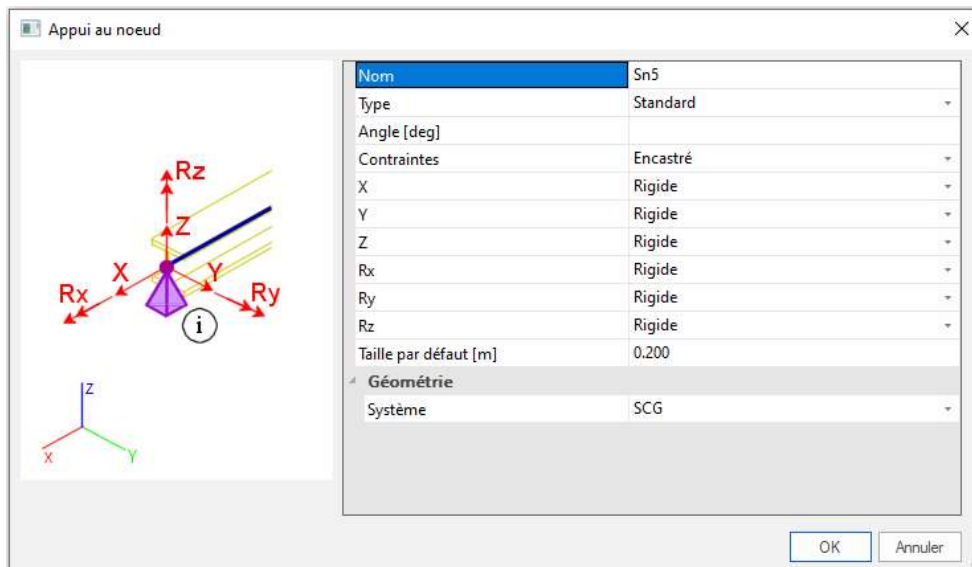 Appui au noeud
Rz
Z
X
Y
Rx
Ry
i
Z
X
Y
Nom Sn5
Type Standard
Angle [deg]
Contraintes Encastré
X Rigide
Y Rigide
Z Rigide
Rx Rigide
Ry Rigide
Rz Rigide
Taille par défaut [m] 0.200
Géométrie
Système SCG
OK Annuler